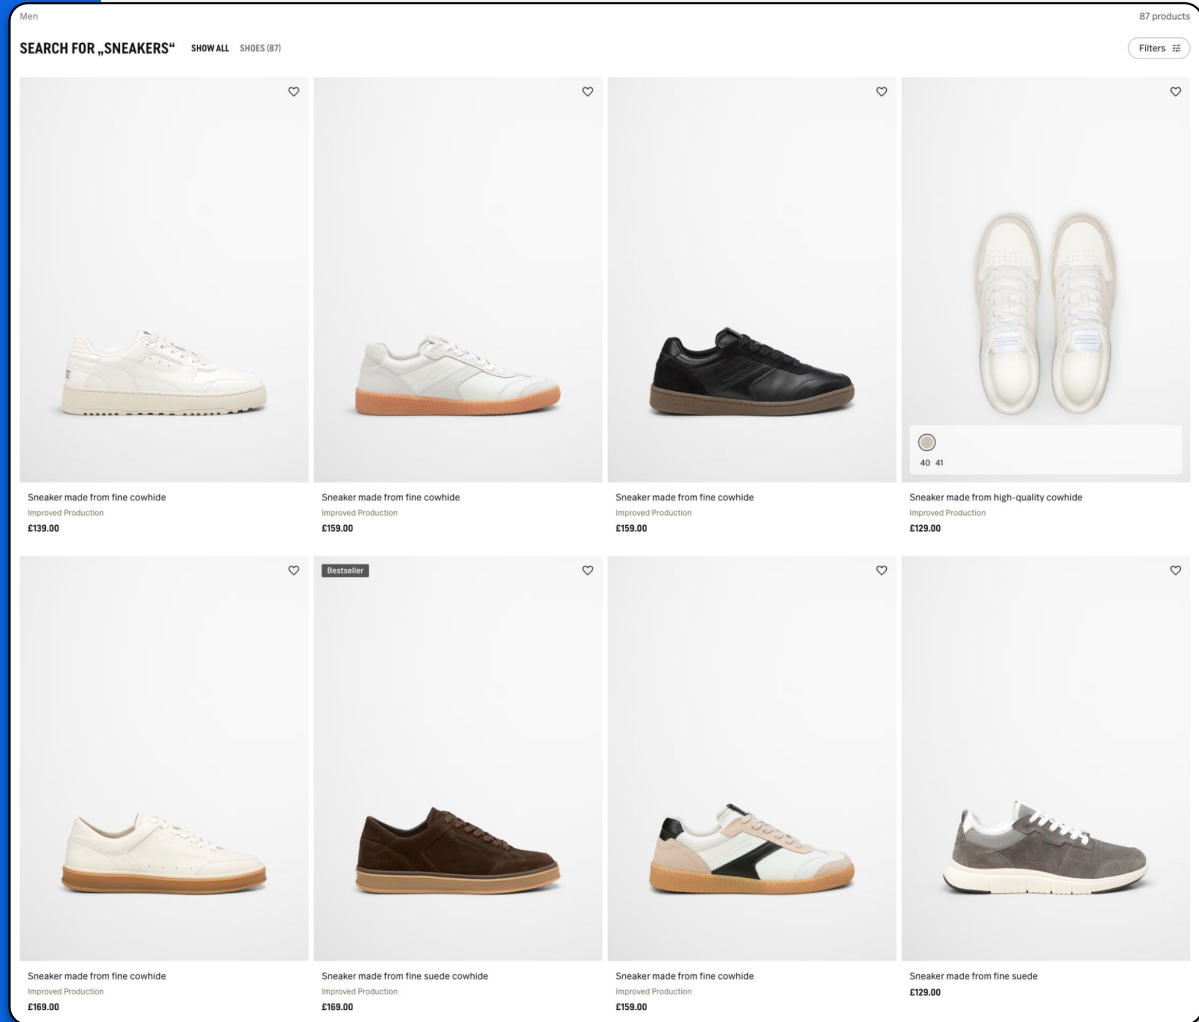 Men
87 products
SEARCH FOR „SNEAKERS“ SHOW ALL SHOES (87)
Filters
40 41
Sneaker made from fine cowhide
Improved Production
£139.00
Sneaker made from fine cowhide
Improved Production
£159.00
Sneaker made from fine cowhide
Improved Production
£159.00
Sneaker made from high-quality cowhide
Improved Production
£129.00
Bestseller
Sneaker made from fine cowhide
Improved Production
£169.00
Sneaker made from fine suede cowhide
Improved Production
£169.00
Sneaker made from fine cowhide
Improved Production
£159.00
Sneaker made from fine suede
£129.00